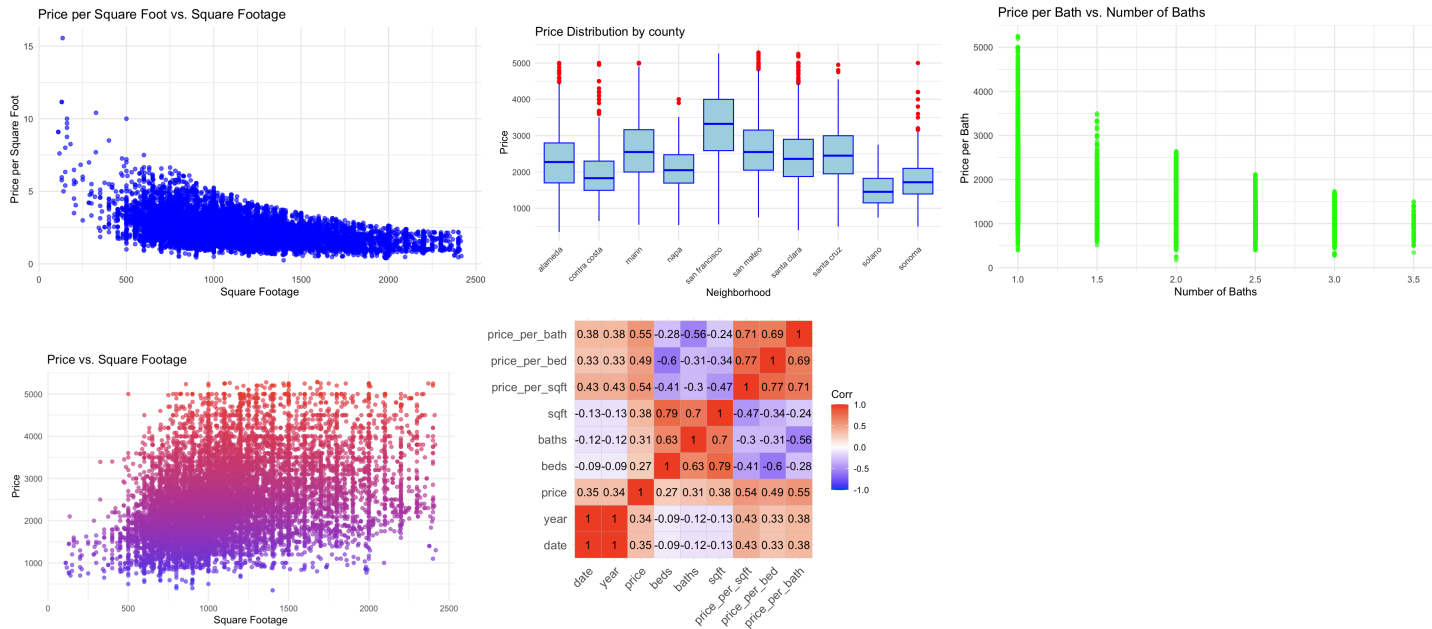 Price per Square Foot vs. Square Footage
Price per Square Foot
15
10
5
0
0
500
1000
1500
2000
2500
Square Footage
Price Distribution by county
Price
5000
4000
3000
2000
1000
alameda
contra costa
marin
napa
san francisco
san mateo
santa clara
santa cruz
solano
sonoma
Neighborhood
Price per Bath vs. Number of Baths
Price per Bath
5000
4000
3000
2000
1000
0
1.0
1.5
2.0
2.5
3.0
3.5
Number of Baths
Price vs. Square Footage
Price
5000
4000
3000
2000
1000
0
500
1000
1500
2000
2500
Square Footage
price_per_bath 0.38 0.38 0.55 -0.28 -0.56 -0.24 0.71 0.69 1
price_per_bed 0.33 0.33 0.49 -0.6 -0.31 -0.34 0.77 1 0.69
price_per_sqft 0.43 0.43 0.54 -0.41 -0.3 -0.47 1 0.77 0.71
sqft -0.13 -0.13 0.38 0.79 0.7 1 -0.47 -0.34 -0.24
baths -0.12 -0.12 0.31 0.63 1 0.7 -0.3 -0.31 -0.56
beds -0.09 -0.09 0.27 1 0.63 0.79 -0.41 -0.6 -0.28
price 0.35 0.34 1 0.27 0.31 0.38 0.54 0.49 0.55
year 1 1 0.34 -0.09 -0.12 -0.13 0.43 0.33 0.38
date 1 1 0.35 -0.09 -0.12 -0.13 0.43 0.33 0.38
date
year
price
beds
baths
sqft
price_per_sqft
price_per_bed
price_per_bath
Corr
1.0
0.5
0.0
-0.5
-1.0